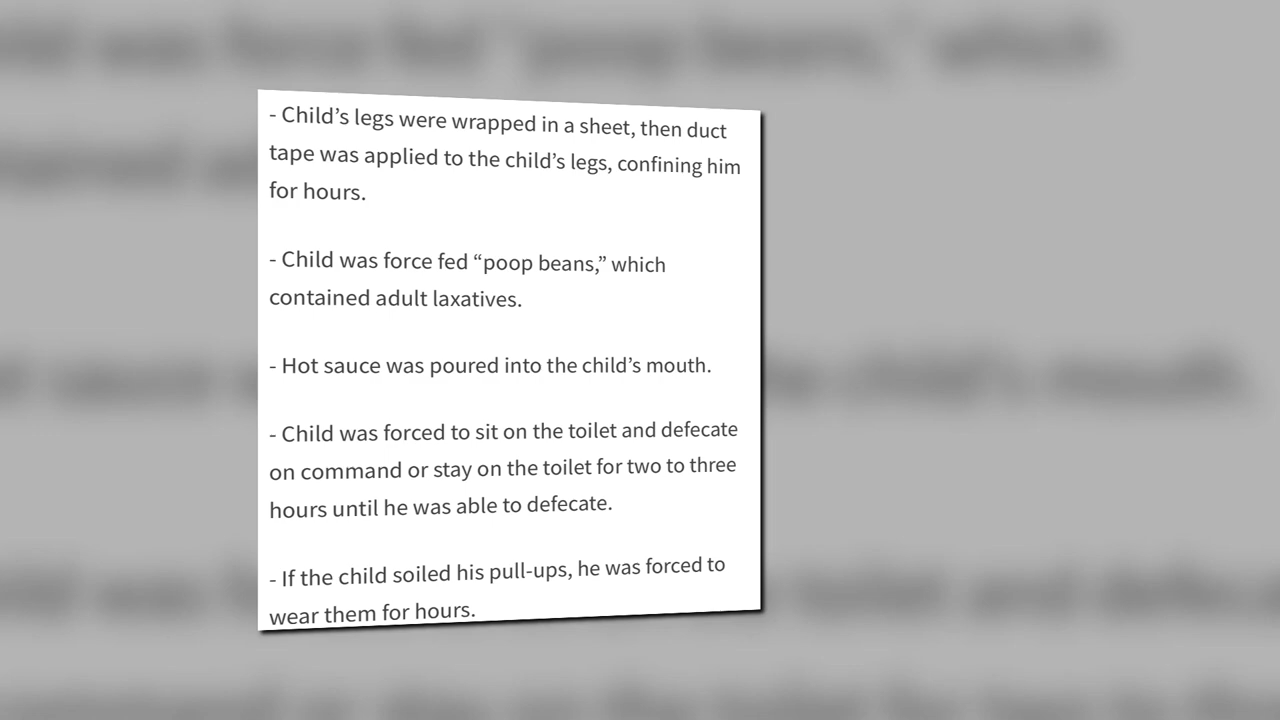 - Child’s legs were wrapped in a sheet, then duct
tape was applied to the child’s legs, confining him
for hours.
- Child was force fed “poop beans,” which
contained adult laxatives.
- Hot sauce was poured into the child’s mouth.
- Child was forced to sit on the toilet and defecate
on command or stay on the toilet for two to three
hours until he was able to defecate.
- If the child soiled his pull-ups, he was forced to
wear them for hours.